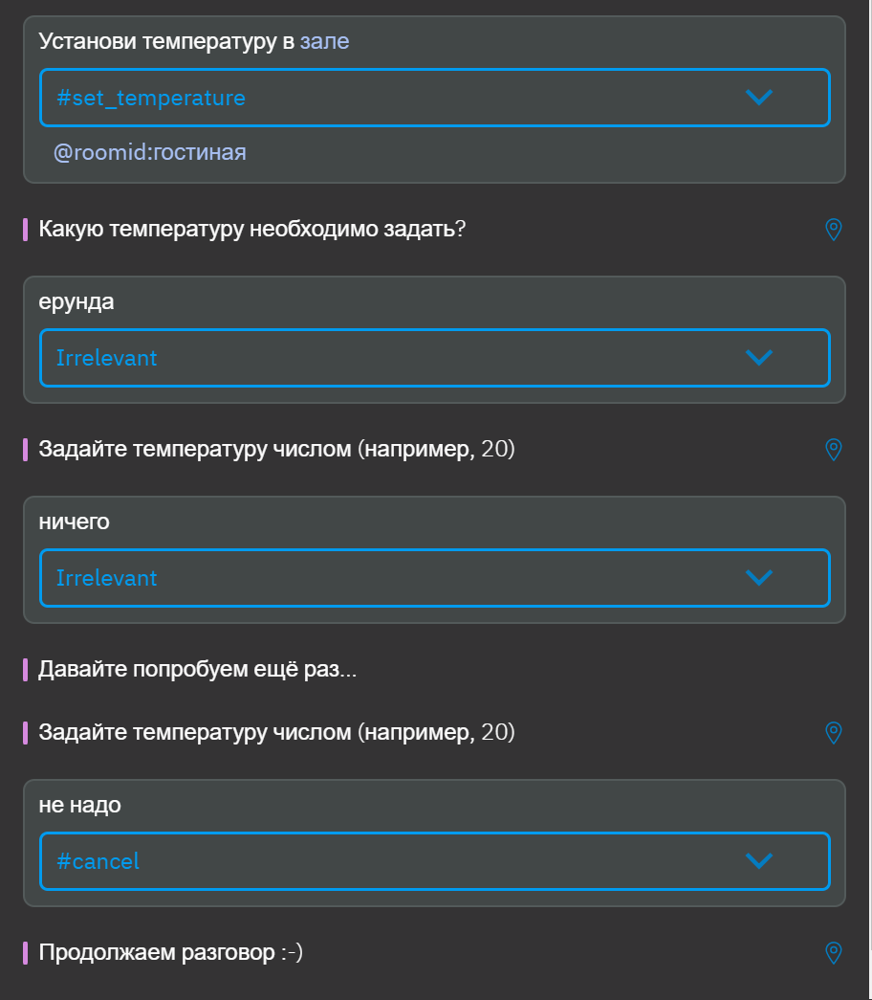 Установи температуру в зале
#set_temperature
@roomid:гостиная
Какую температуру необходимо задать?
ерунда
Irrelevant
Задайте температуру числом (например, 20)
ничего
Irrelevant
Давайте попробуем ещё раз...
Задайте температуру числом (например, 20)
не надо
#cancel
Продолжаем разговор :-)